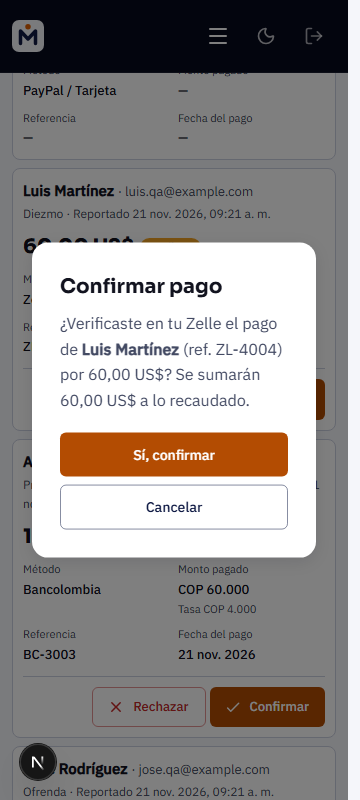 M
Método Monto pagado
PayPal / Tarjeta —
Referencia Fecha del pago
— —
Luis Martínez · luis.qa@example.com
Diezmo · Reportado 21 nov. 2026, 09:21 a. m.
Confirmar pago
¿Verificaste en tu Zelle el pago
de Luis Martínez (ref. ZL-4004)
por 60,00 US$? Se sumarán
60,00 US$ a lo recaudado.
Sí, confirmar
Cancelar
Método Monto pagado
Bancolombia COP 60.000
Tasa COP 4.000
Referencia Fecha del pago
BC-3003 21 nov. 2026
Rechazar Confirmar
N
Rodríguez · jose.qa@example.com
Ofrenda · Reportado 21 nov. 2026, 09:21 a. m.